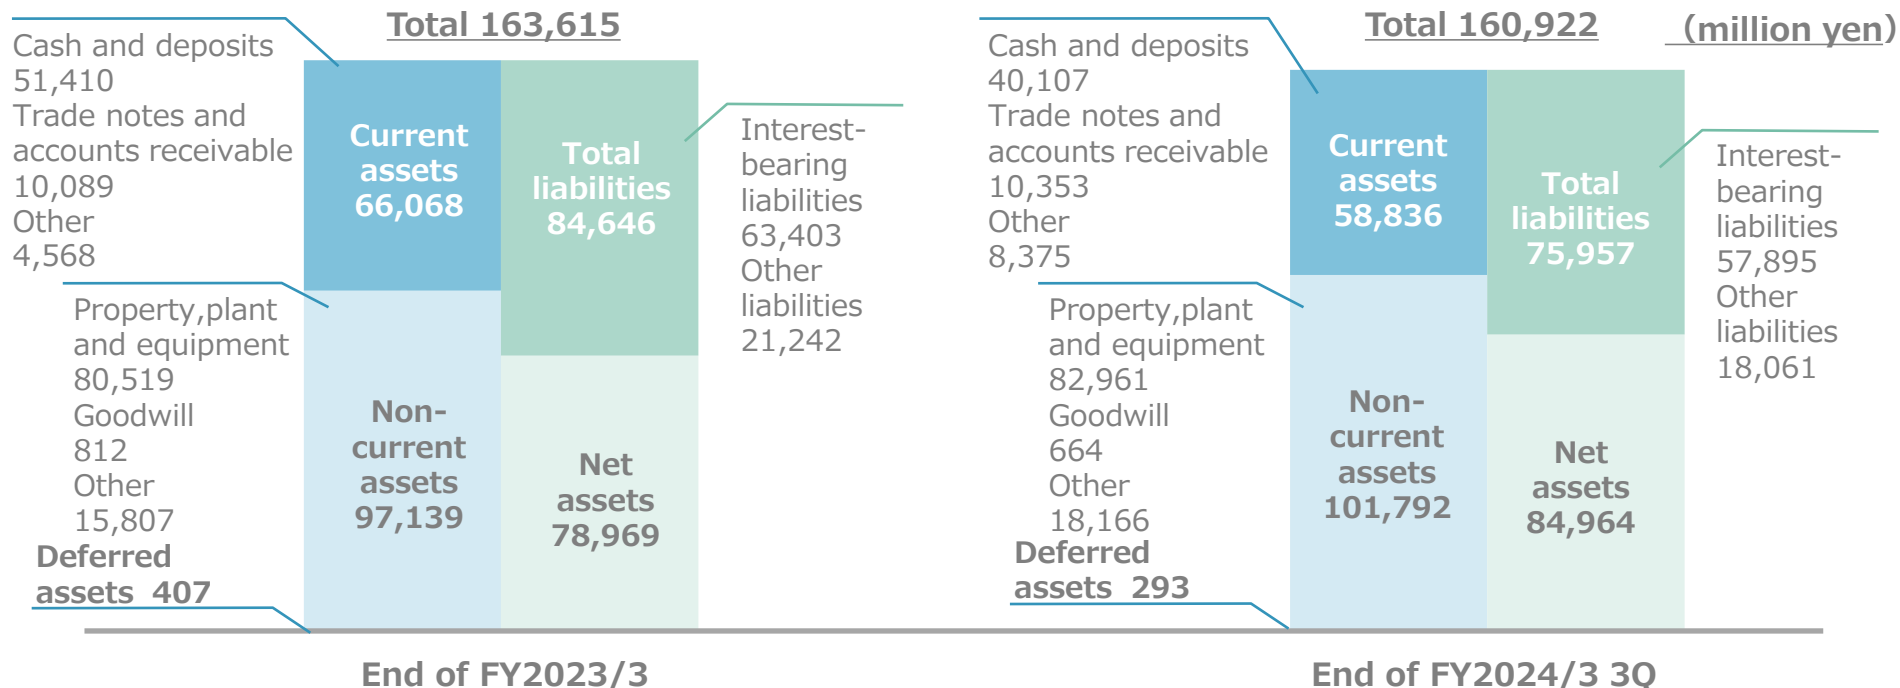 Total 163,615
Cash and deposits
51,410
Trade notes and
accounts receivable
10,089
Other
4,568
Property,plant
and equipment
80,519
Goodwill
812
Other
15,807
Deferred
assets 407
Current
assets
66,068
Non-
current
assets
97,139
Total
liabilities
84,646
Net
assets
78,969
Interest-
bearing
liabilities
63,403
Other
liabilities
21,242
End of FY2023/3
Total 160,922
(million yen)
Cash and deposits
40,107
Trade notes and
accounts receivable
10,353
Other
8,375
Property,plant
and equipment
82,961
Goodwill
664
Other
18,166
Deferred
assets 293
Current
assets
58,836
Non-
current
assets
101,792
Total
liabilities
75,957
Net
assets
84,964
Interest-
bearing
liabilities
57,895
Other
liabilities
18,061
End of FY2024/3 3Q